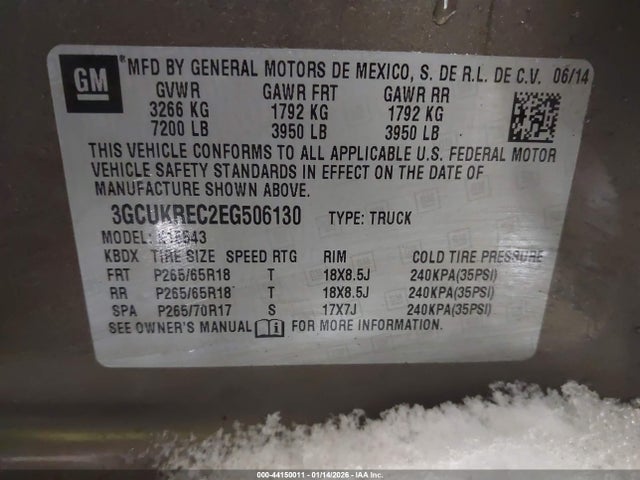 GM
MFD BY GENERAL MOTORS DE MEXICO, S. DE R.L. DE C.V. 06/14
GVWR GAWR FRT GAWR RR
3266 KG 1792 KG 1792 KG
7200 LB 3950 LB 3950 LB
THIS VEHICLE CONFORMS TO ALL APPLICABLE U.S. FEDERAL MOTOR
VEHICLE SAFETY STANDARDS IN EFFECT ON THE DATE OF
MANUFACTURE SHOWN ABOVE.
3GCUKREC2EG506130 TYPE: TRUCK
MODEL: K15543
KBDX TIRE SIZE SPEED RTG RIM COLD TIRE PRESSURE
FRT P265/65R18 T 18X8.5J 240KPA(35PSI)
RR P265/65R18 T 18X8.5J 240KPA(35PSI)
SPA P265/70R17 S 17X7J 240KPA(35PSI)
SEE OWNER'S MANUAL FOR MORE INFORMATION.
000-44150011 | 01/14/2026 - IAA Inc.